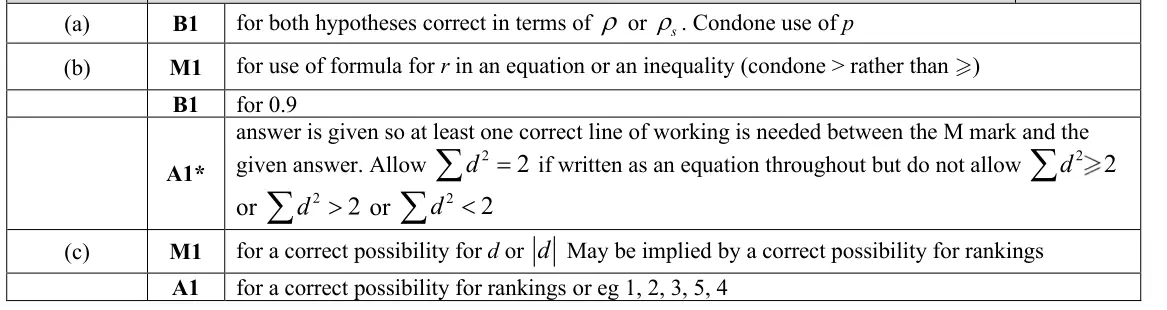 (a) B1 for both hypotheses correct in terms of ρ or ρₛ . Condone use of p
(b) M1 for use of formula for r in an equation or an inequality (condone > rather than ⩾)
B1 for 0.9
answer is given so at least one correct line of working is needed between the M mark and the
A1* given answer. Allow ∑d² = 2 if written as an equation throughout but do not allow ∑d²⩾2
or ∑d² > 2 or ∑d² < 2
(c) M1 for a correct possibility for d or |d| May be implied by a correct possibility for rankings
A1 for a correct possibility for rankings or eg 1, 2, 3, 5, 4